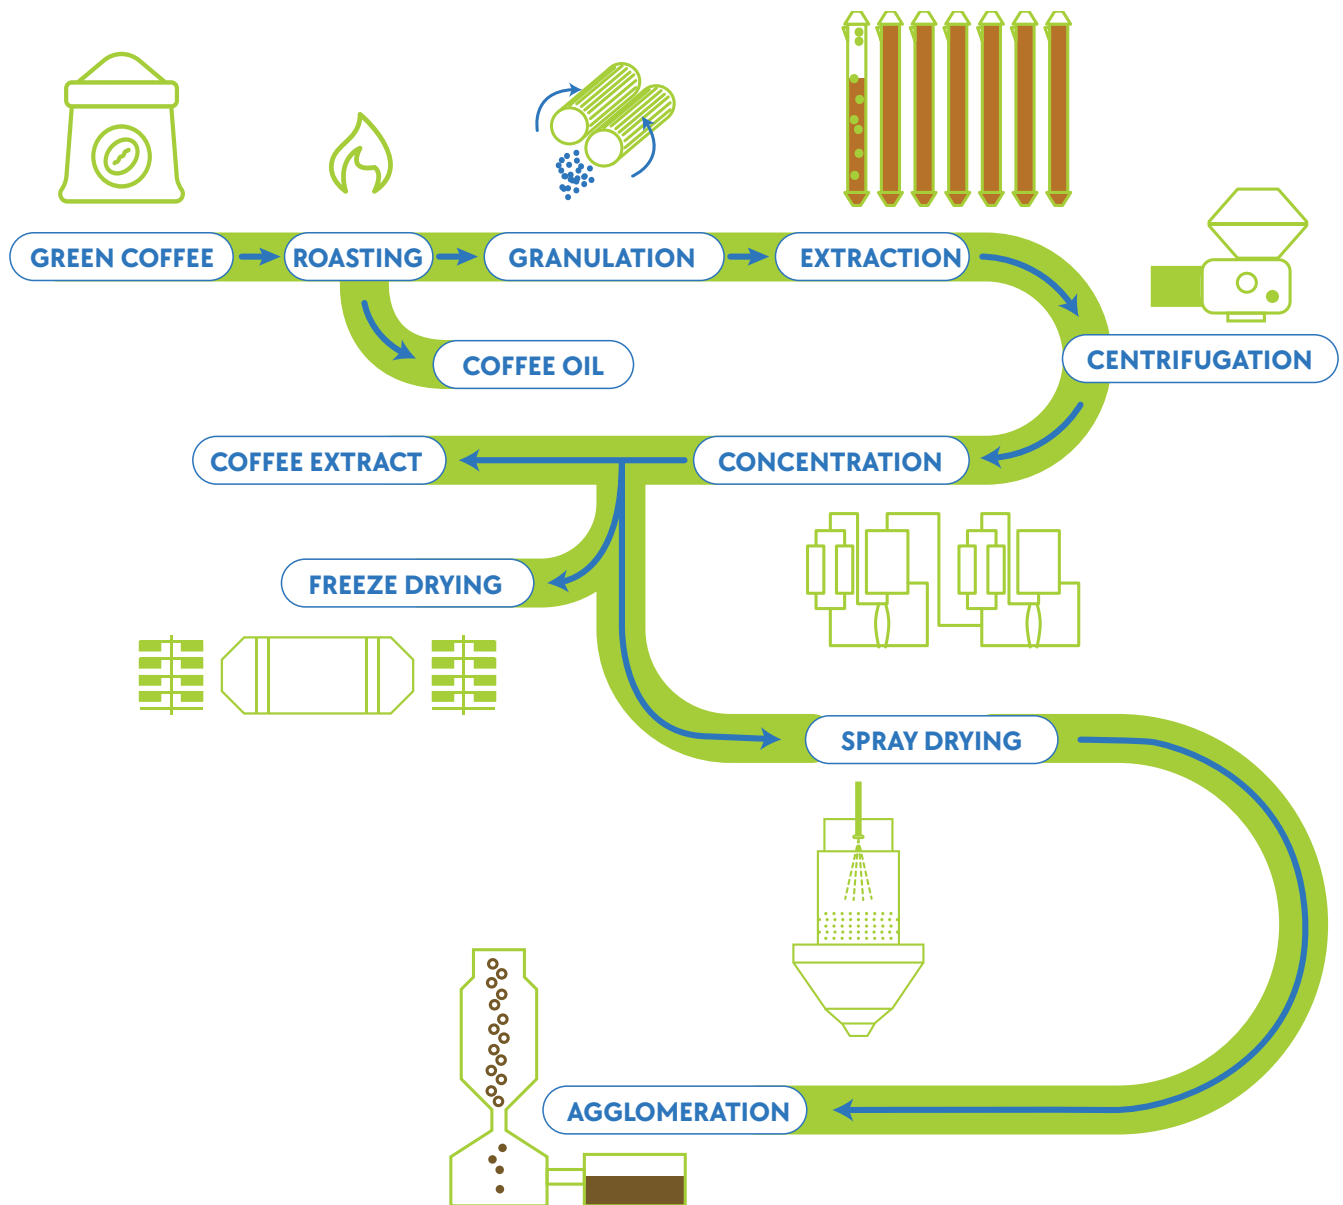 GREEN COFFEE
ROASTING
GRANULATION
EXTRACTION
COFFEE OIL
CENTRIFUGATION
COFFEE EXTRACT
CONCENTRATION
FREEZE DRYING
SPRAY DRYING
AGGLOMERATION